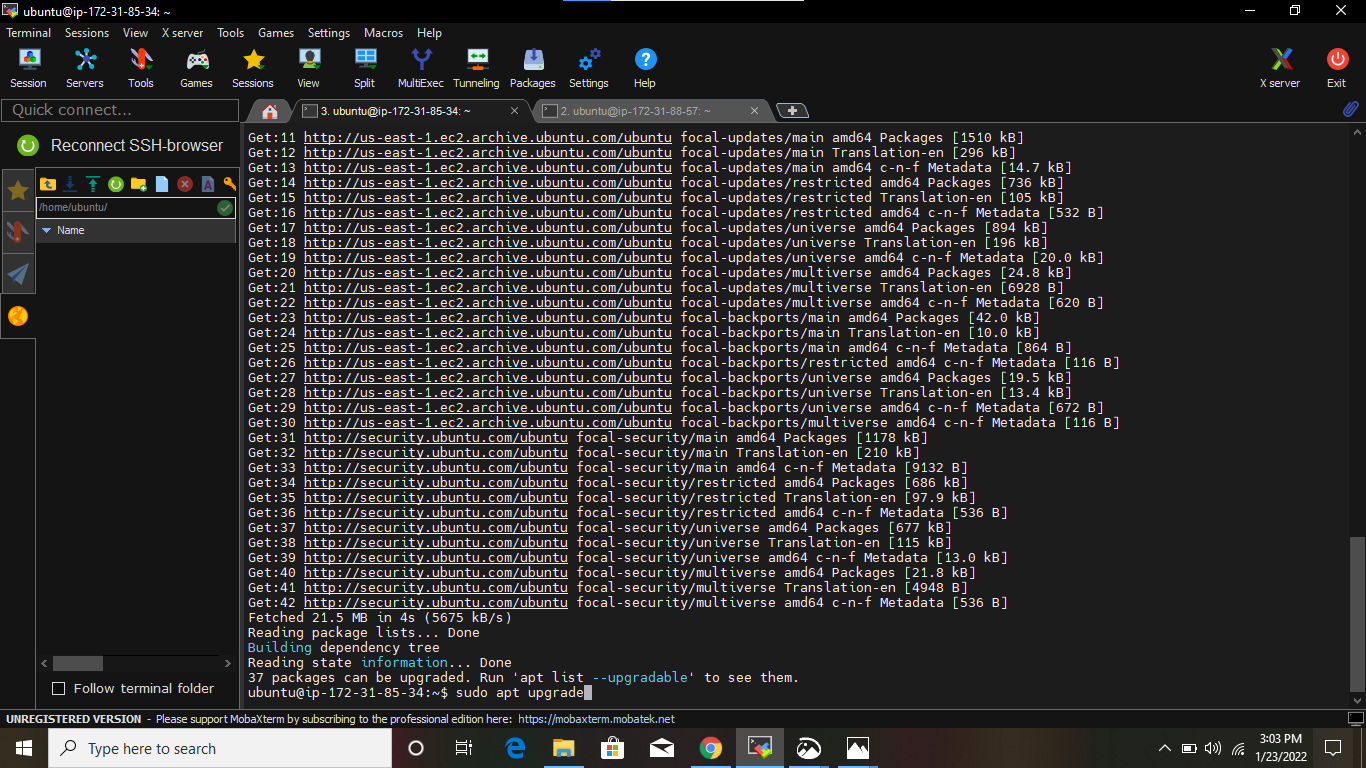 ubuntu@ip-172-31-85-34: ~
Terminal Sessions View X server Tools Games Settings Macros Help
Session Servers Tools Games Sessions View Split MultiExec Tunneling Packages Settings Help X server Exit
Quick connect...
3. ubuntu@ip-172-31-85-34: ~
2. ubuntu@ip-172-31-88-57: ~
Reconnect SSH-browser
/home/ubuntu/
Name
Follow terminal folder
Get:11 http://us-east-1.ec2.archive.ubuntu.com/ubuntu focal-updates/main amd64 Packages [1510 kB]
Get:12 http://us-east-1.ec2.archive.ubuntu.com/ubuntu focal-updates/main Translation-en [296 kB]
Get:13 http://us-east-1.ec2.archive.ubuntu.com/ubuntu focal-updates/main amd64 c-n-f Metadata [14.7 kB]
Get:14 http://us-east-1.ec2.archive.ubuntu.com/ubuntu focal-updates/restricted amd64 Packages [736 kB]
Get:15 http://us-east-1.ec2.archive.ubuntu.com/ubuntu focal-updates/restricted Translation-en [105 kB]
Get:16 http://us-east-1.ec2.archive.ubuntu.com/ubuntu focal-updates/restricted amd64 c-n-f Metadata [532 B]
Get:17 http://us-east-1.ec2.archive.ubuntu.com/ubuntu focal-updates/universe amd64 Packages [894 kB]
Get:18 http://us-east-1.ec2.archive.ubuntu.com/ubuntu focal-updates/universe Translation-en [196 kB]
Get:19 http://us-east-1.ec2.archive.ubuntu.com/ubuntu focal-updates/universe amd64 c-n-f Metadata [20.0 kB]
Get:20 http://us-east-1.ec2.archive.ubuntu.com/ubuntu focal-updates/multiverse amd64 Packages [24.8 kB]
Get:21 http://us-east-1.ec2.archive.ubuntu.com/ubuntu focal-updates/multiverse Translation-en [6928 B]
Get:22 http://us-east-1.ec2.archive.ubuntu.com/ubuntu focal-updates/multiverse amd64 c-n-f Metadata [620 B]
Get:23 http://us-east-1.ec2.archive.ubuntu.com/ubuntu focal-backports/main amd64 Packages [42.0 kB]
Get:24 http://us-east-1.ec2.archive.ubuntu.com/ubuntu focal-backports/main Translation-en [10.0 kB]
Get:25 http://us-east-1.ec2.archive.ubuntu.com/ubuntu focal-backports/main amd64 c-n-f Metadata [864 B]
Get:26 http://us-east-1.ec2.archive.ubuntu.com/ubuntu focal-backports/restricted amd64 c-n-f Metadata [116 B]
Get:27 http://us-east-1.ec2.archive.ubuntu.com/ubuntu focal-backports/universe amd64 Packages [19.5 kB]
Get:28 http://us-east-1.ec2.archive.ubuntu.com/ubuntu focal-backports/universe Translation-en [13.4 kB]
Get:29 http://us-east-1.ec2.archive.ubuntu.com/ubuntu focal-backports/universe amd64 c-n-f Metadata [672 B]
Get:30 http://us-east-1.ec2.archive.ubuntu.com/ubuntu focal-backports/multiverse amd64 c-n-f Metadata [116 B]
Get:31 http://security.ubuntu.com/ubuntu focal-security/main amd64 Packages [1178 kB]
Get:32 http://security.ubuntu.com/ubuntu focal-security/main Translation-en [210 kB]
Get:33 http://security.ubuntu.com/ubuntu focal-security/main amd64 c-n-f Metadata [9132 B]
Get:34 http://security.ubuntu.com/ubuntu focal-security/restricted amd64 Packages [686 kB]
Get:35 http://security.ubuntu.com/ubuntu focal-security/restricted Translation-en [97.9 kB]
Get:36 http://security.ubuntu.com/ubuntu focal-security/restricted amd64 c-n-f Metadata [536 B]
Get:37 http://security.ubuntu.com/ubuntu focal-security/universe amd64 Packages [677 kB]
Get:38 http://security.ubuntu.com/ubuntu focal-security/universe Translation-en [115 kB]
Get:39 http://security.ubuntu.com/ubuntu focal-security/universe amd64 c-n-f Metadata [13.0 kB]
Get:40 http://security.ubuntu.com/ubuntu focal-security/multiverse amd64 Packages [21.8 kB]
Get:41 http://security.ubuntu.com/ubuntu focal-security/multiverse Translation-en [4948 B]
Get:42 http://security.ubuntu.com/ubuntu focal-security/multiverse amd64 c-n-f Metadata [536 B]
Fetched 21.5 MB in 4s (5675 kB/s)
Reading package lists... Done
Building dependency tree
Reading state information... Done
37 packages can be upgraded. Run 'apt list --upgradable' to see them.
ubuntu@ip-172-31-85-34:~$ sudo apt upgrade
UNREGISTERED VERSION - Please support MobaXterm by subscribing to the professional edition here: https://mobaxterm.mobatek.net
Type here to search
3:03 PM
1/23/2022